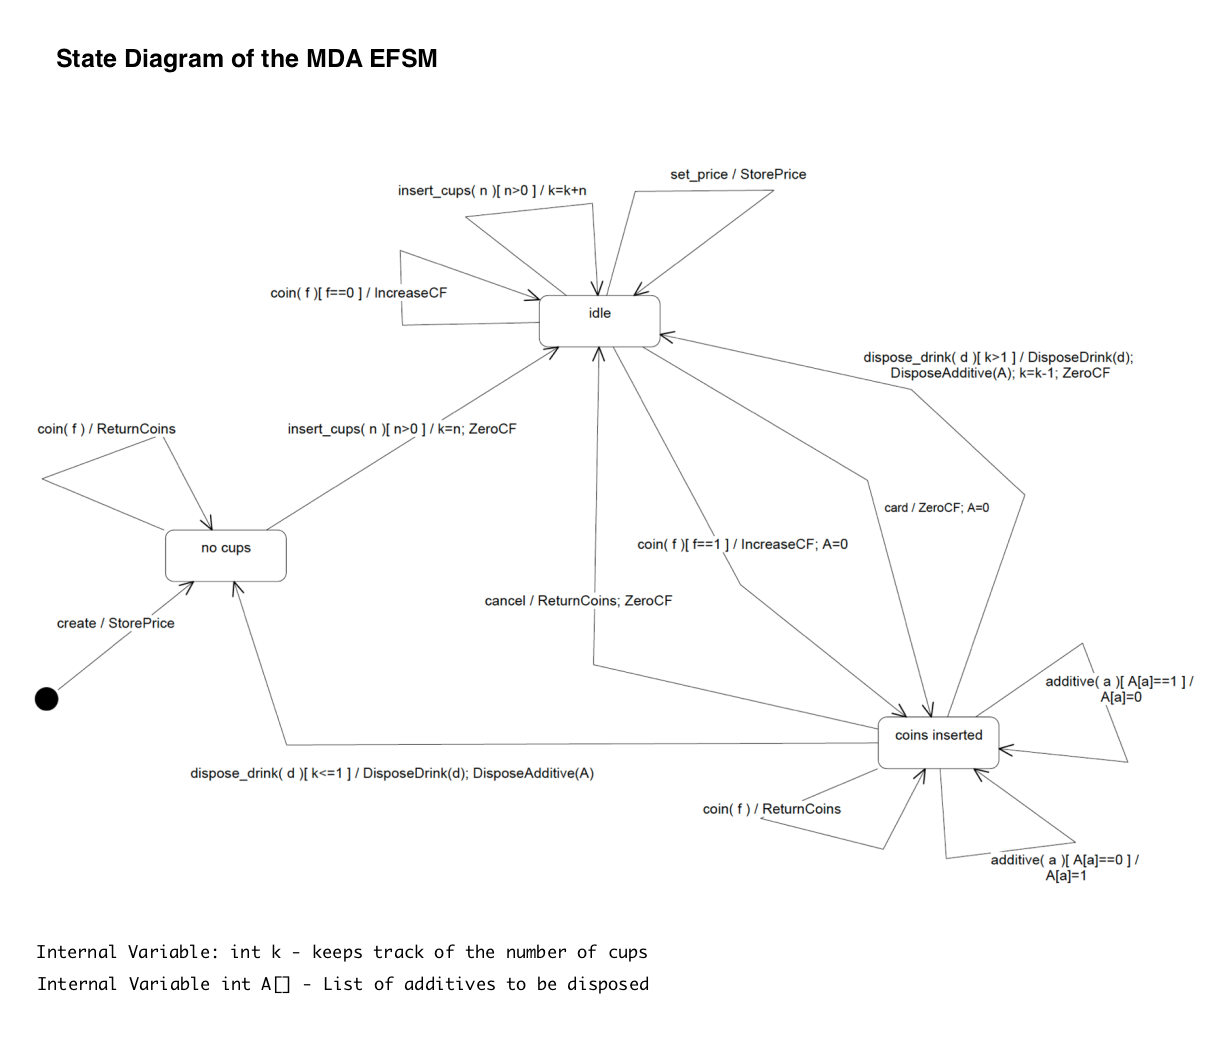 State Diagram of the MDA EFSM
set_price / StorePrice
insert_cups( n )[ n>0 ] / k=k+n
coin( f )[ f==0 ] / IncreaseCF
idle
dispose_drink( d )[ k>1 ] / DisposeDrink(d);
DisposeAdditive(A); k=k-1; ZeroCF
coin( f ) / ReturnCoins
insert_cups( n )[ n>0 ] / k=n; ZeroCF
card / ZeroCF; A=0
no cups
coin( f )[ f==1 ] / IncreaseCF; A=0
cancel / ReturnCoins; ZeroCF
create / StorePrice
additive( a )[ A[a]==1 ] /
A[a]=0
coins inserted
dispose_drink( d )[ k<=1 ] / DisposeDrink(d); DisposeAdditive(A)
coin( f ) / ReturnCoins
additive( a )[ A[a]==0 ] /
A[a]=1
Internal Variable: int k - keeps track of the number of cups
Internal Variable int A[] - List of additives to be disposed